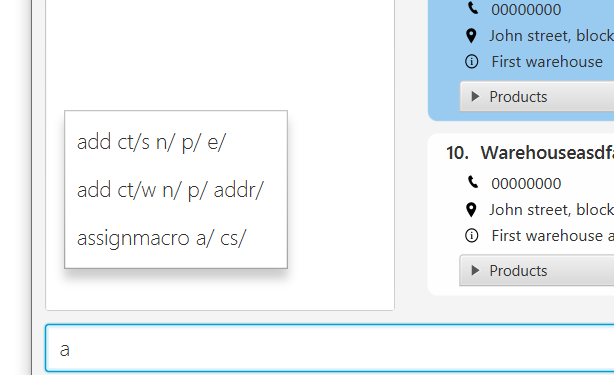 00000000
John street, block
First warehouse
Products
add ct/s n/ p/ e/
add ct/w n/ p/ addr/
assignmacro a/ cs/
10. Warehouseasdfa
00000000
John street, block
First warehouse a
Products
a